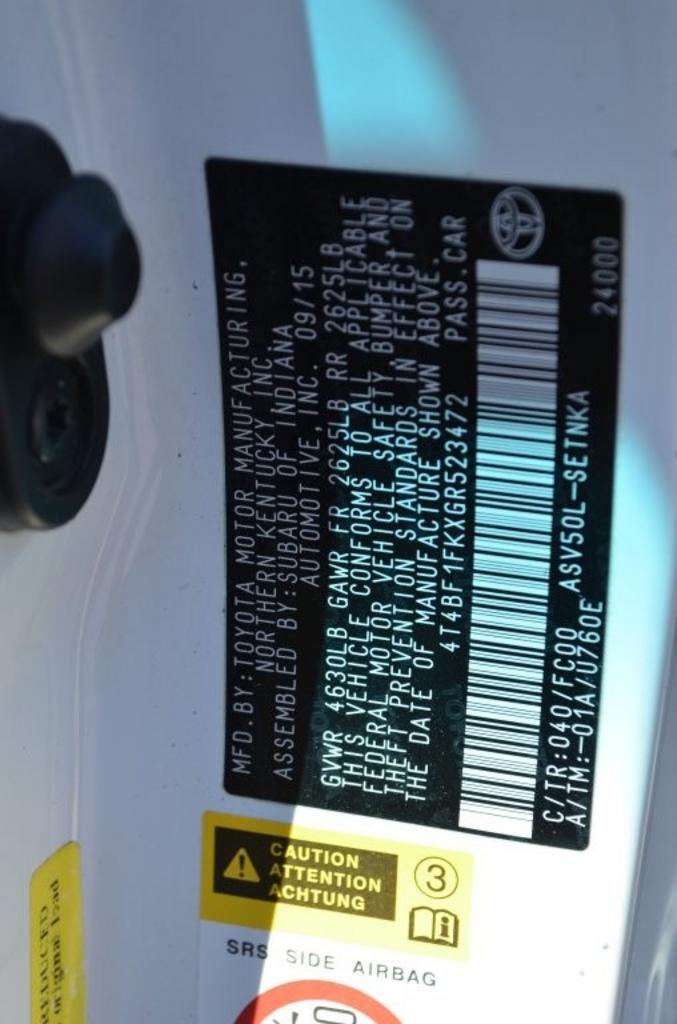 MFD.BY:TOYOTA MOTOR MANUFACTURING,
NORTHERN KENTUCKY INC
ASSEMBLED BY:SUBARU OF INDIANA
AUTOMOTIVE,INC. 09/15
GVWR 4630LB GAWR FR 2625LB RR 2625LB
THIS VEHICLE CONFORMS TO ALL APPLICABLE
FEDERAL MOTOR VEHICLE SAFETY, BUMPER,AND
THEFT PREVENTION STANDARDS IN EFFECT ON
THE DATE OF MANUFACTURE SHOWN ABOVE.
4T4BF1FKXGR523472 PASS.CAR
C/TR:040/FC00 ASV50L-SETNKA
A/TM:-01A/U760E
24000
CAUTION
ATTENTION
ACHTUNG
3
SRS SIDE AIRBAG
REDUCED
original load